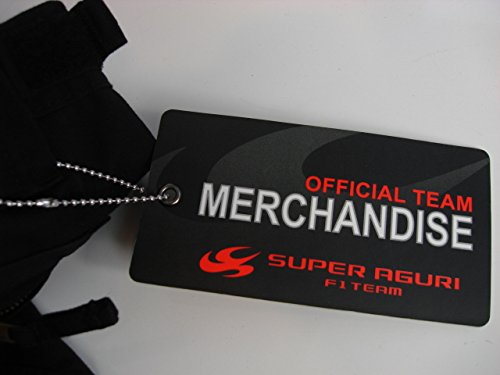 OFFICIAL TEAM
MERCHANDISE
SUPER AGURI
F1 TEAM